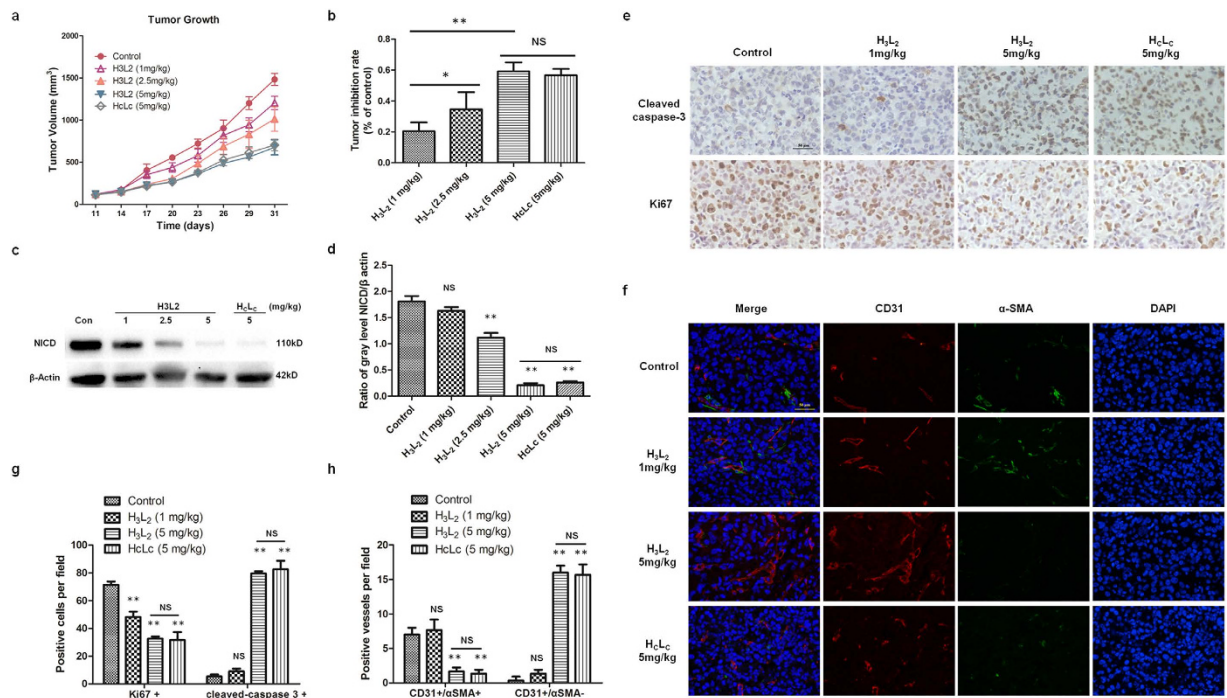 a
Tumor Growth
Tumor Volume (mm³)
2000
1500
1000
500
0
Control
H3L2 (1mg/kg)
H3L2 (2.5mg/kg)
H3L2 (5mg/kg)
HcLc (5mg/kg)
11 14 17 20 23 26 29 31
Time (days)
b
Tumor inhibition rate
(% of control)
0.8
0.6
0.4
0.2
0.0
**
*
NS
H₃L₂ (1 mg/kg)
H₃L₂ (2.5 mg/kg
H₃L₂ (5 mg/kg)
HcLc (5mg/kg)
c
H3L2 HCLC (mg/kg)
Con 1 2.5 5 5
NICD 110kD
β-Actin 42kD
d
Ratio of gray level NICD/β actin
2.5
2.0
1.5
1.0
0.5
0.0
NS
**
NS
** **
Control
H₃L₂ (1 mg/kg)
H₃L₂ (2.5 mg/kg)
H₃L₂ (5 mg/kg)
HcLc (5 mg/kg)
e
Control
H₃L₂
1mg/kg
H₃L₂
5mg/kg
HCLC
5mg/kg
Cleaved
caspase-3
Ki67
f
Merge CD31 α-SMA DAPI
Control
H₃L₂
1mg/kg
H₃L₂
5mg/kg
HCLC
5mg/kg
g
Control
H₃L₂ (1 mg/kg)
H₃L₂ (5 mg/kg)
HcLc (5 mg/kg)
Positive cells per field
100
80
60
40
20
0
**
NS
** **
NS
NS
** **
Ki67 + cleaved-caspase 3 +
h
Control
H₃L₂ (1 mg/kg)
H₃L₂ (5 mg/kg)
HcLc (5 mg/kg)
Positive vessels per field
20
15
10
5
0
NS
NS
** **
NS
NS
** **
CD31+/αSMA+ CD31+/αSMA-